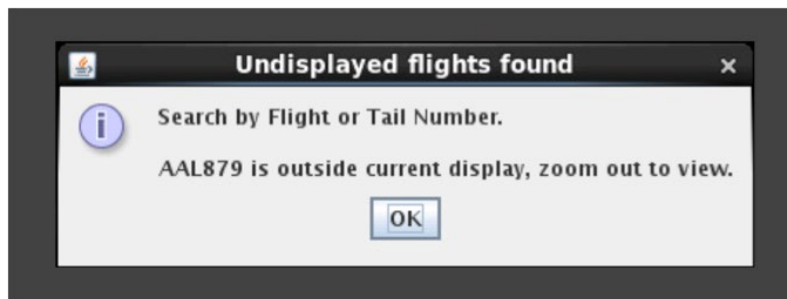 Undisplayed flights found
Search by Flight or Tail Number.
AAL879 is outside current display, zoom out to view.
OK